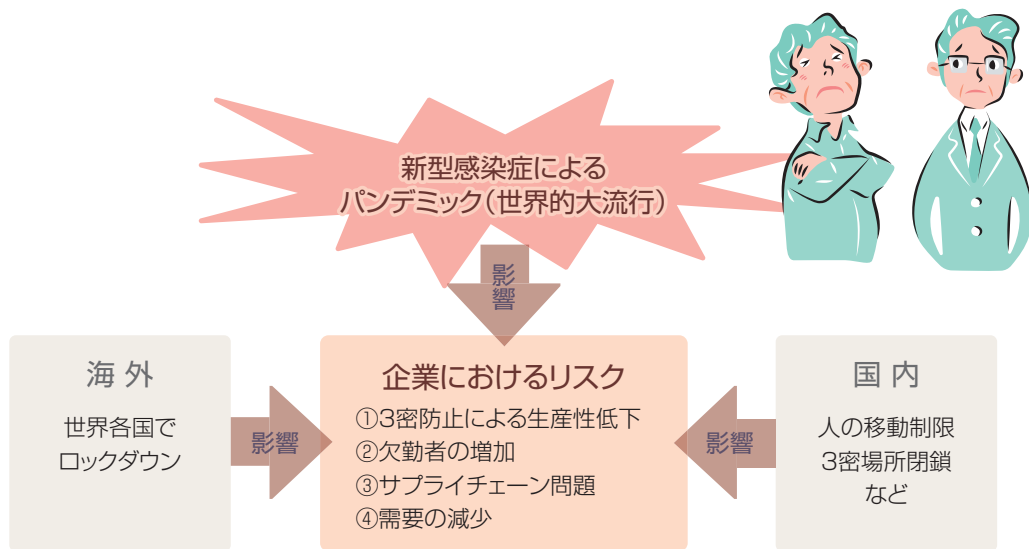 新型感染症による
パンデミック(世界的大流行)
影響
海外
世界各国で
ロックダウン
影響
企業におけるリスク
①3密防止による生産性低下
②欠勤者の増加
③サプライチェーン問題
④需要の減少
影響
国内
人の移動制限
3密場所閉鎖
など